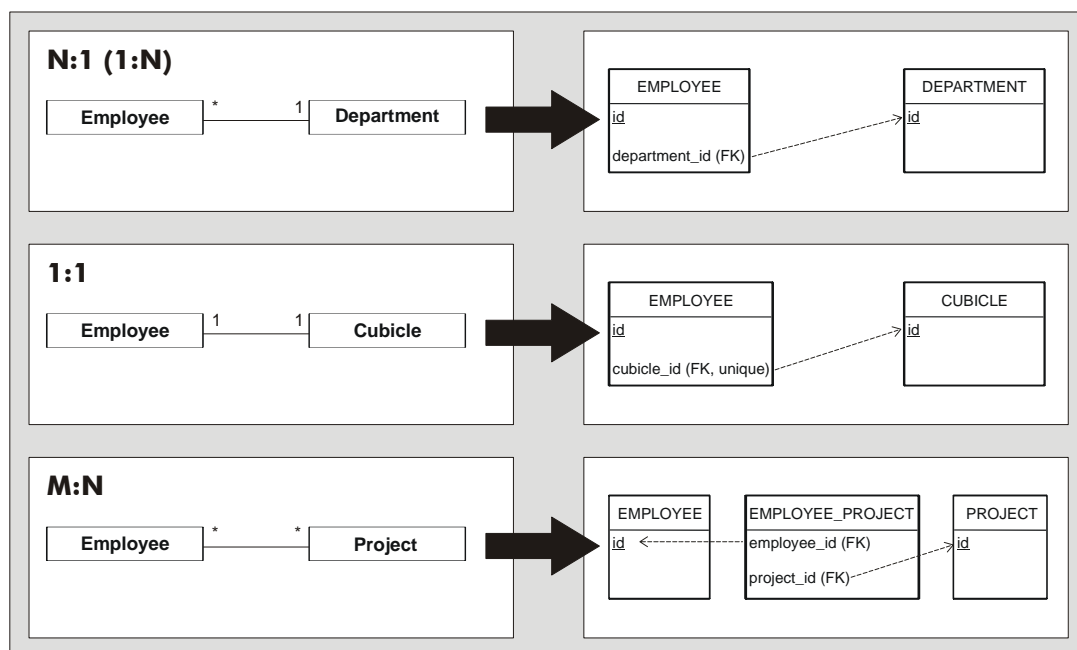 N:1 (1:N)
Employee * 1 Department
EMPLOYEE
id
department_id (FK)
DEPARTMENT
id
1:1
Employee 1 1 Cubicle
EMPLOYEE
id
cubicle_id (FK, unique)
CUBICLE
id
M:N
Employee * * Project
EMPLOYEE
id
EMPLOYEE_PROJECT
employee_id (FK)
project_id (FK)
PROJECT
id